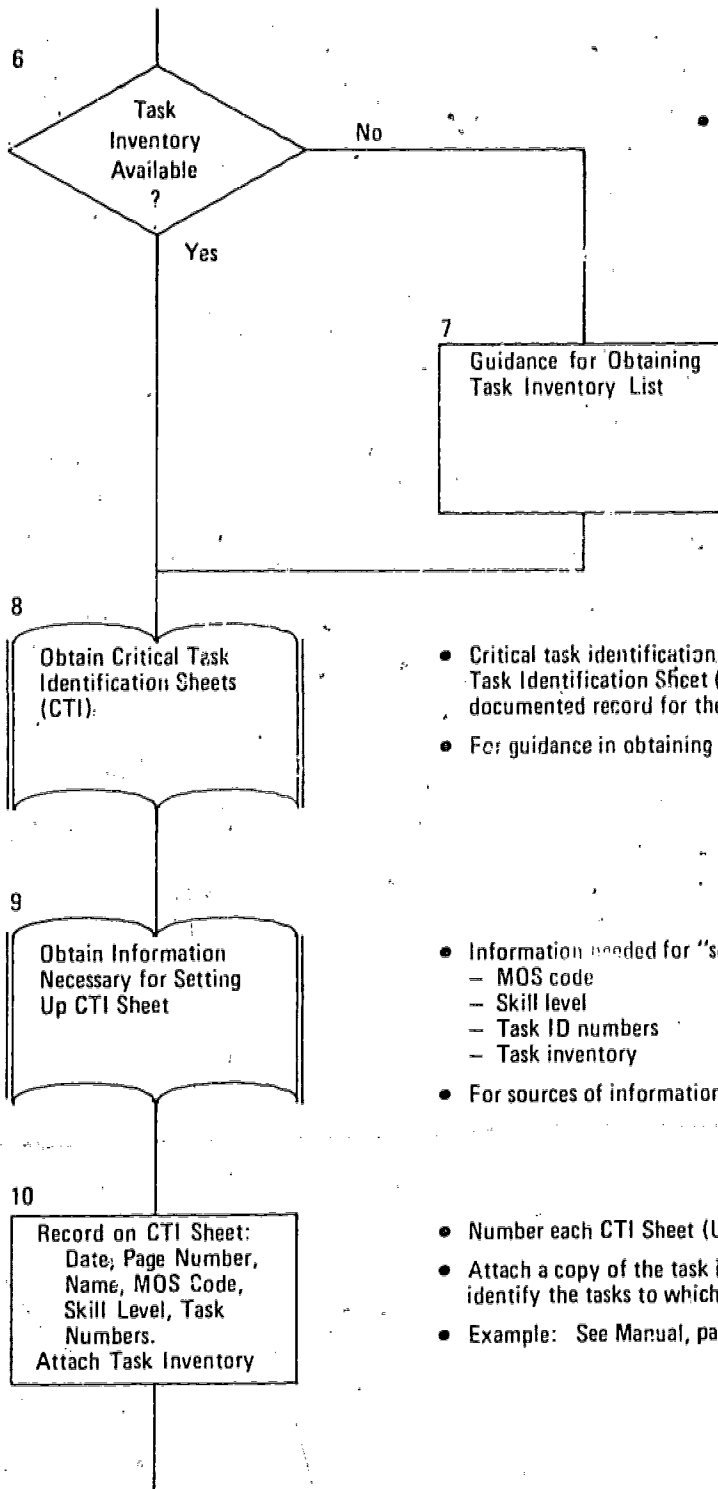 6
Task
Inventory
Available
?
No
Yes
7
Guidance for Obtaining
Task Inventory List
8
Obtain Critical Task
Identification Sheets
(CTI).
• Critical task identification
Task Identification Sheet (
documented record for the
• For guidance in obtaining
9
Obtain Information
Necessary for Setting
Up CTI Sheet
• Information needed for "se
– MOS code
– Skill level
– Task ID numbers
– Task inventory
• For sources of information
10
Record on CTI Sheet:
Date, Page Number,
Name, MOS Code,
Skill Level, Task
Numbers.
Attach Task Inventory
• Number each CTI Sheet (U
• Attach a copy of the task i
identify the tasks to which
• Example: See Manual, pa